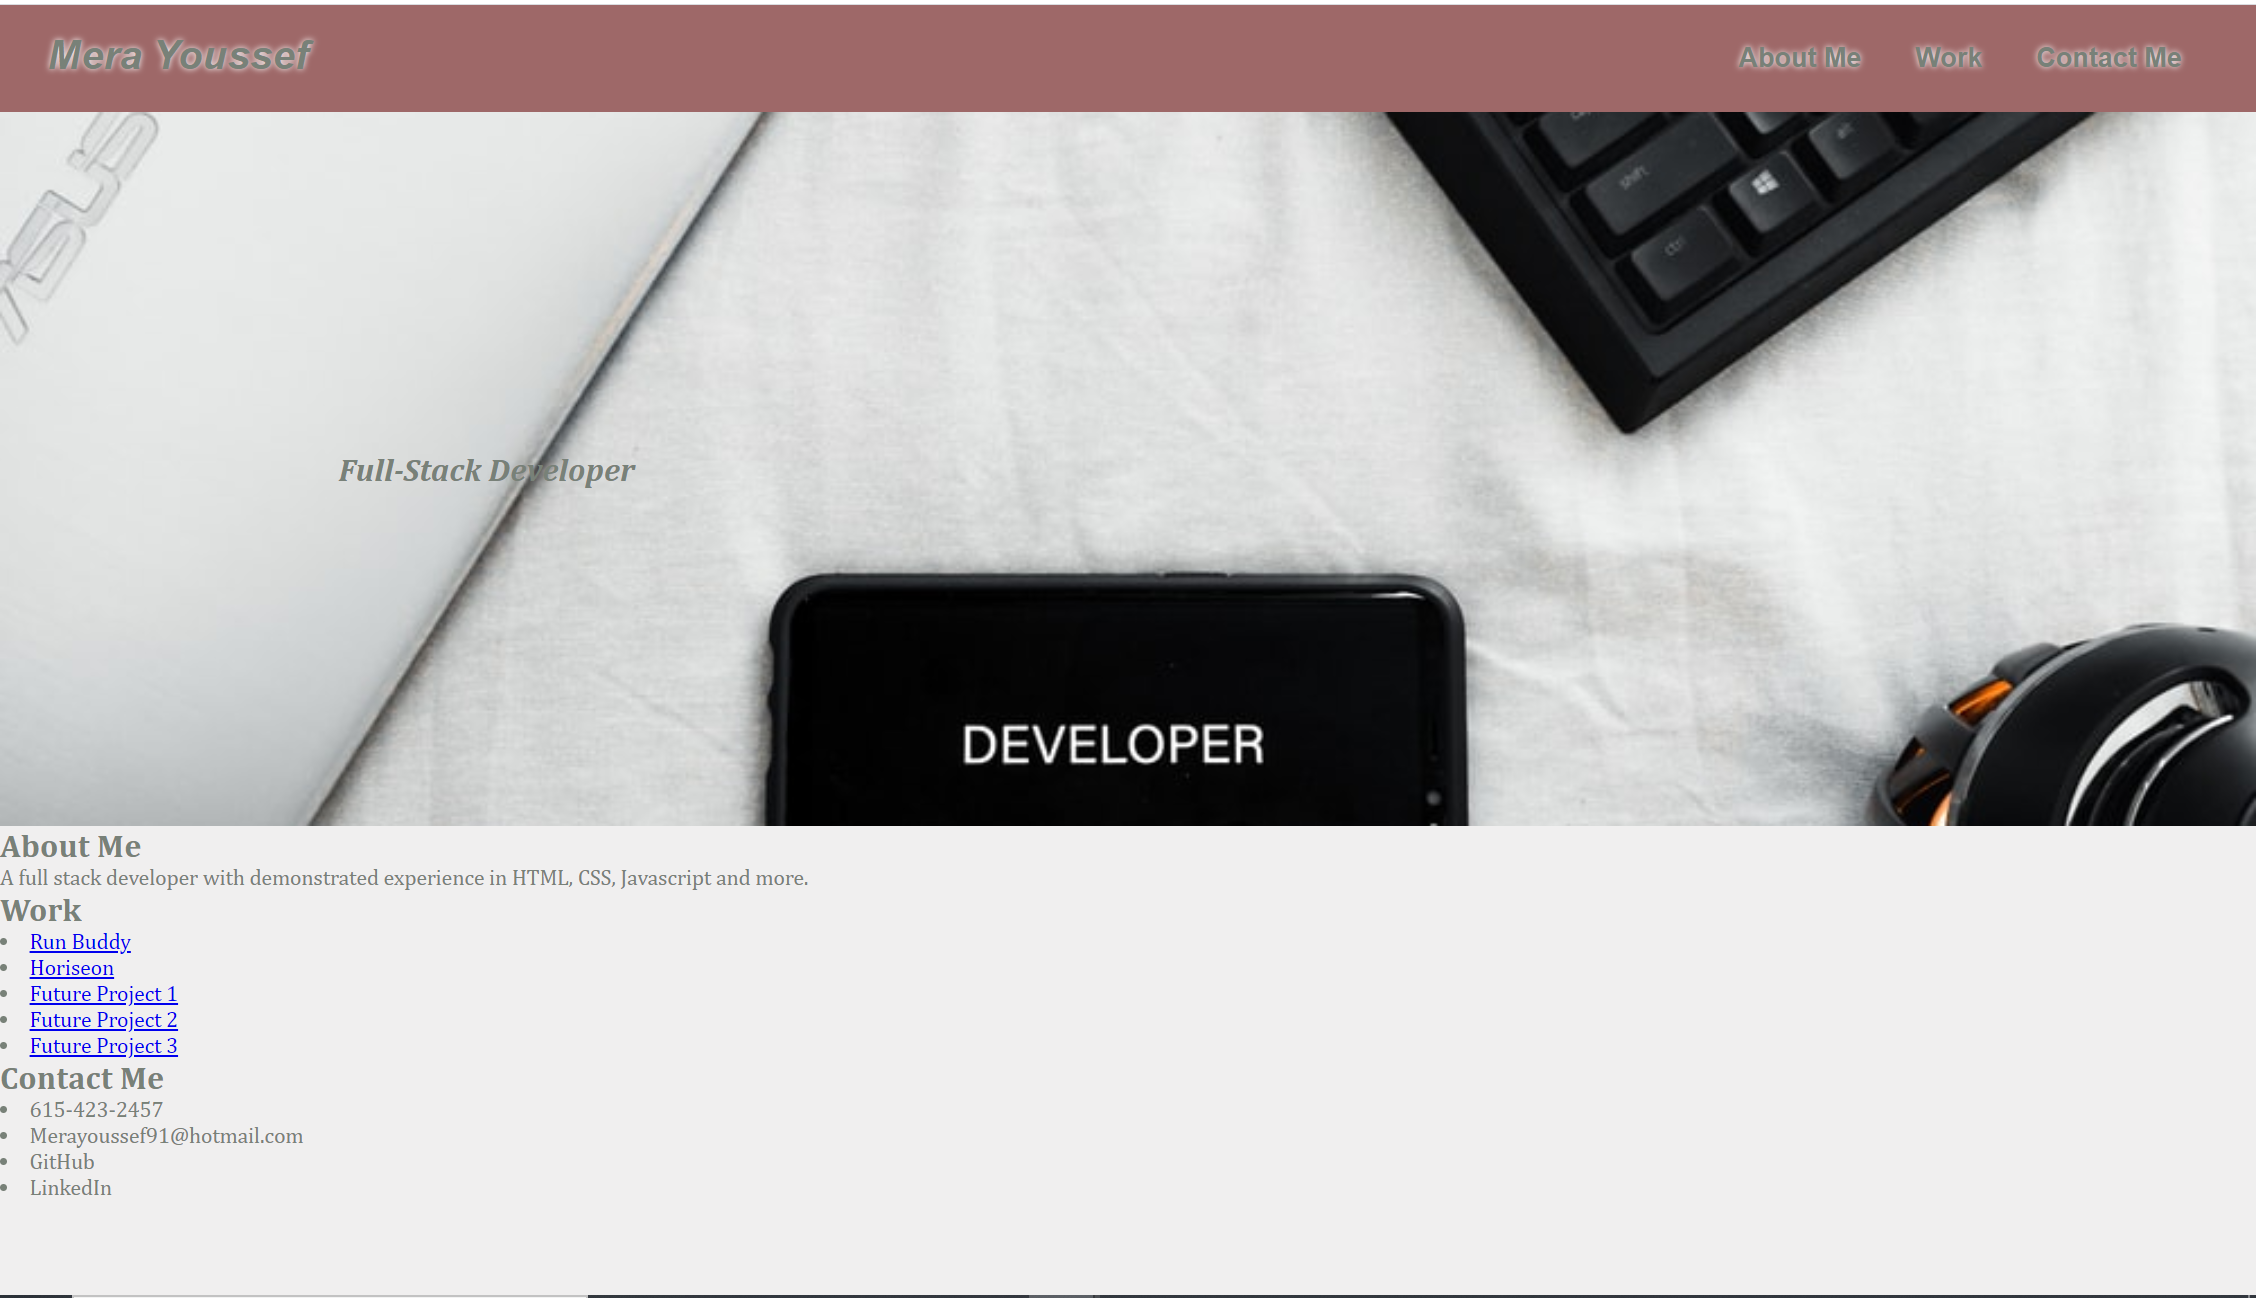 Mera Youssef
About Me Work Contact Me
ASUS
shift
alt
ctrl
Full-Stack Developer
DEVELOPER
About Me
A full stack developer with demonstrated experience in HTML, CSS, Javascript and more.
Work
• Run Buddy
• Horiseon
• Future Project 1
• Future Project 2
• Future Project 3
Contact Me
• 615-423-2457
• Merayoussef91@hotmail.com
• GitHub
• LinkedIn